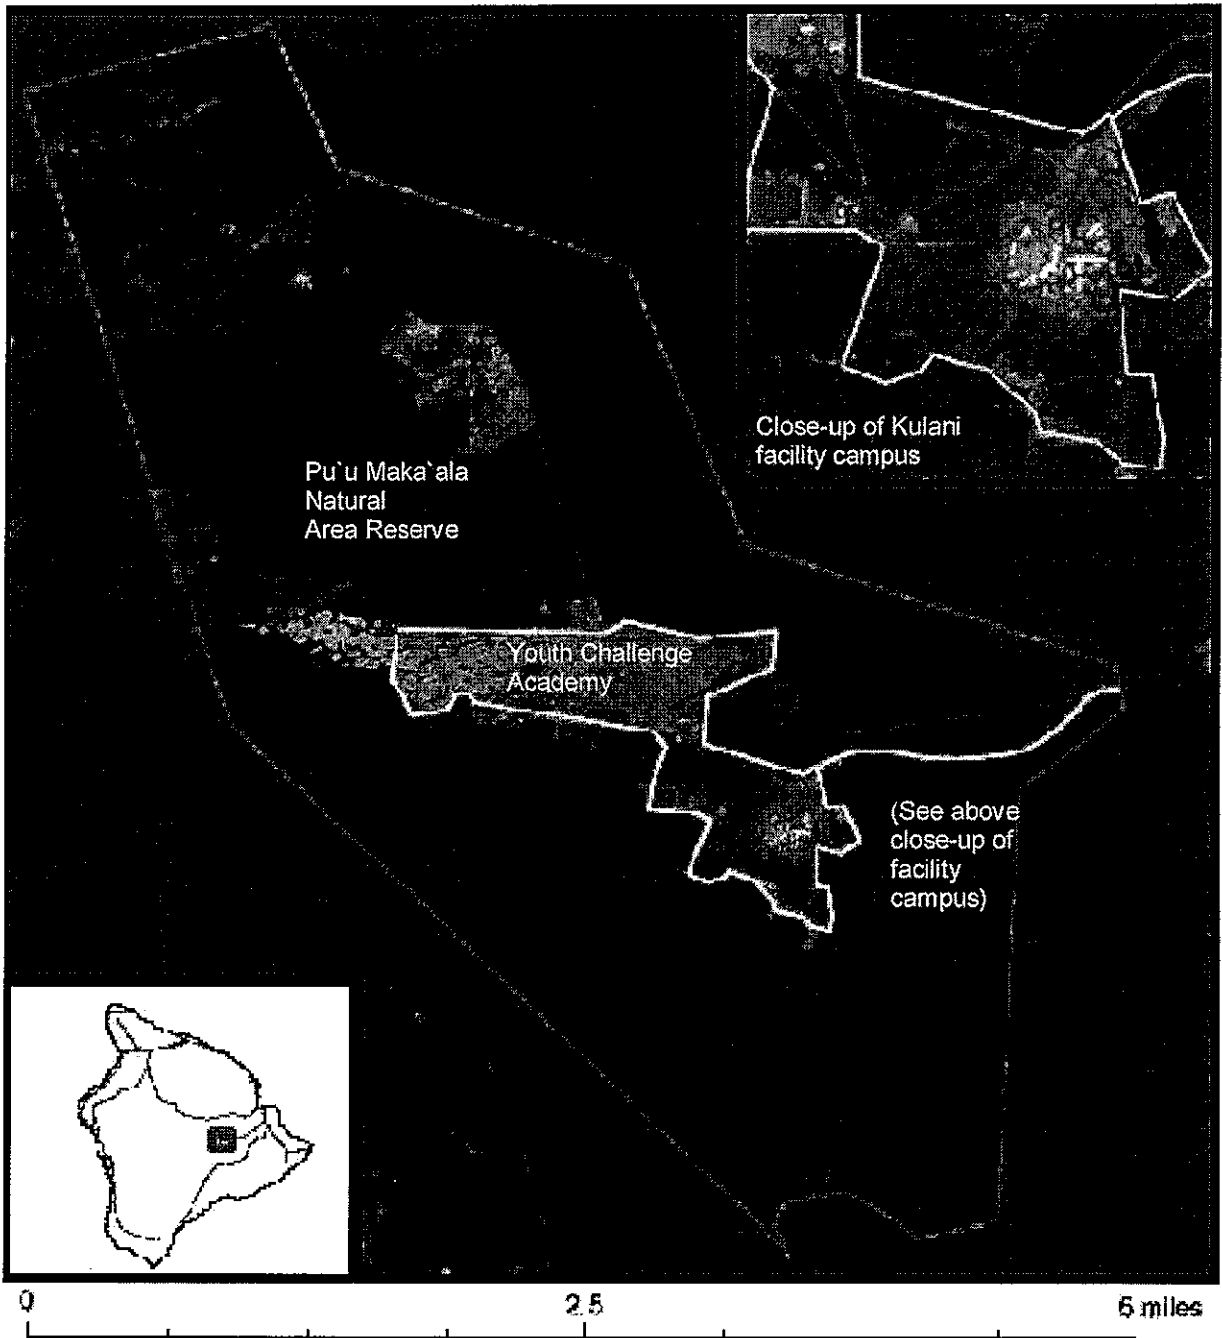 Close-up of Kulani
facility campus
Pu`u Maka`ala
Natural
Area Reserve
Youth Challenge
Academy
(See above
close-up of
facility
campus)
0 2.5 5 miles